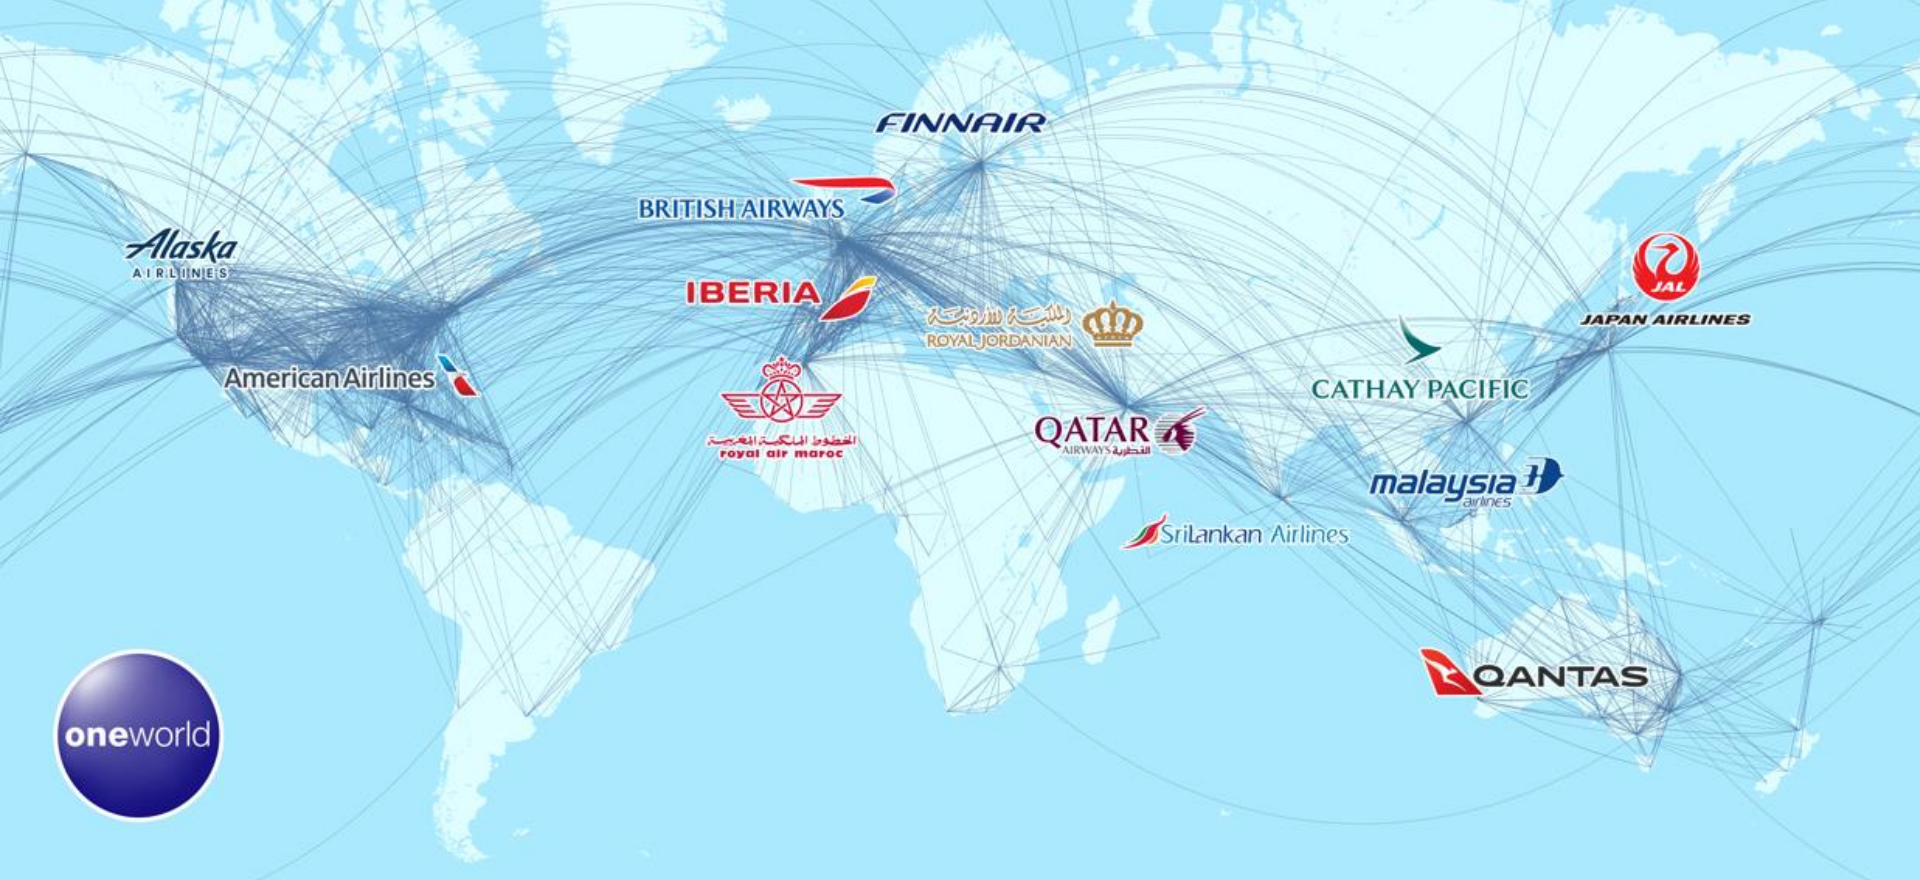 FINNAIR
BRITISH AIRWAYS
Alaska
AIRLINES
JAL
JAPAN AIRLINES
IBERIA
الملكية الأردنية
ROYAL JORDANIAN
CATHAY PACIFIC
American Airlines
QATAR
AIRWAYS القطرية
الخطوط الملكية المغربية
royal air maroc
malaysia
airlines
SriLankan Airlines
QANTAS
oneworld